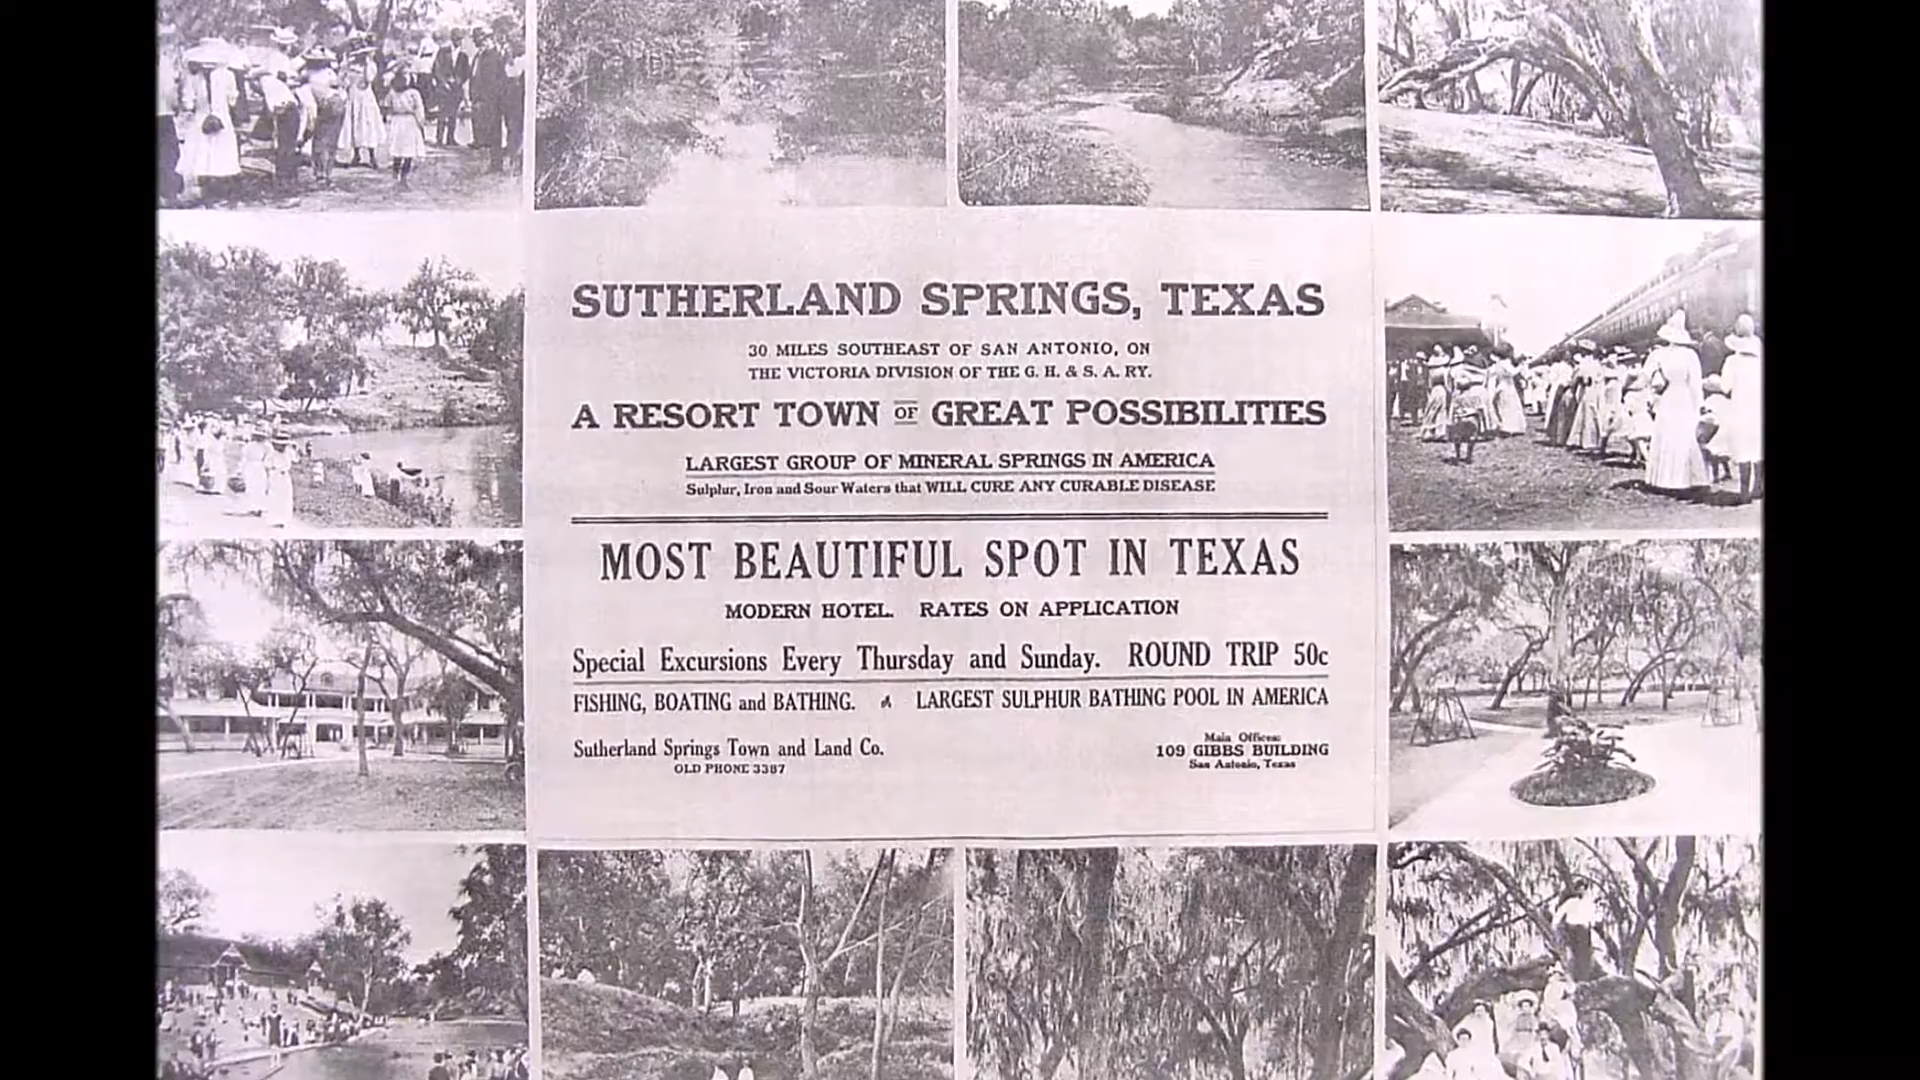 SUTHERLAND SPRINGS, TEXAS
30 MILES SOUTHEAST OF SAN ANTONIO, ON
THE VICTORIA DIVISION OF THE G. H. & S. A. RY.
A RESORT TOWN OF GREAT POSSIBILITIES
LARGEST GROUP OF MINERAL SPRINGS IN AMERICA
Sulphur, Iron and Sour Waters that WILL CURE ANY CURABLE DISEASE
MOST BEAUTIFUL SPOT IN TEXAS
MODERN HOTEL. RATES ON APPLICATION
Special Excursions Every Thursday and Sunday. ROUND TRIP 50c
FISHING, BOATING and BATHING. LARGEST SULPHUR BATHING POOL IN AMERICA
Sutherland Springs Town and Land Co.
OLD PHONE 3387
Main Offices:
109 GIBBS BUILDING
San Antonio, Texas